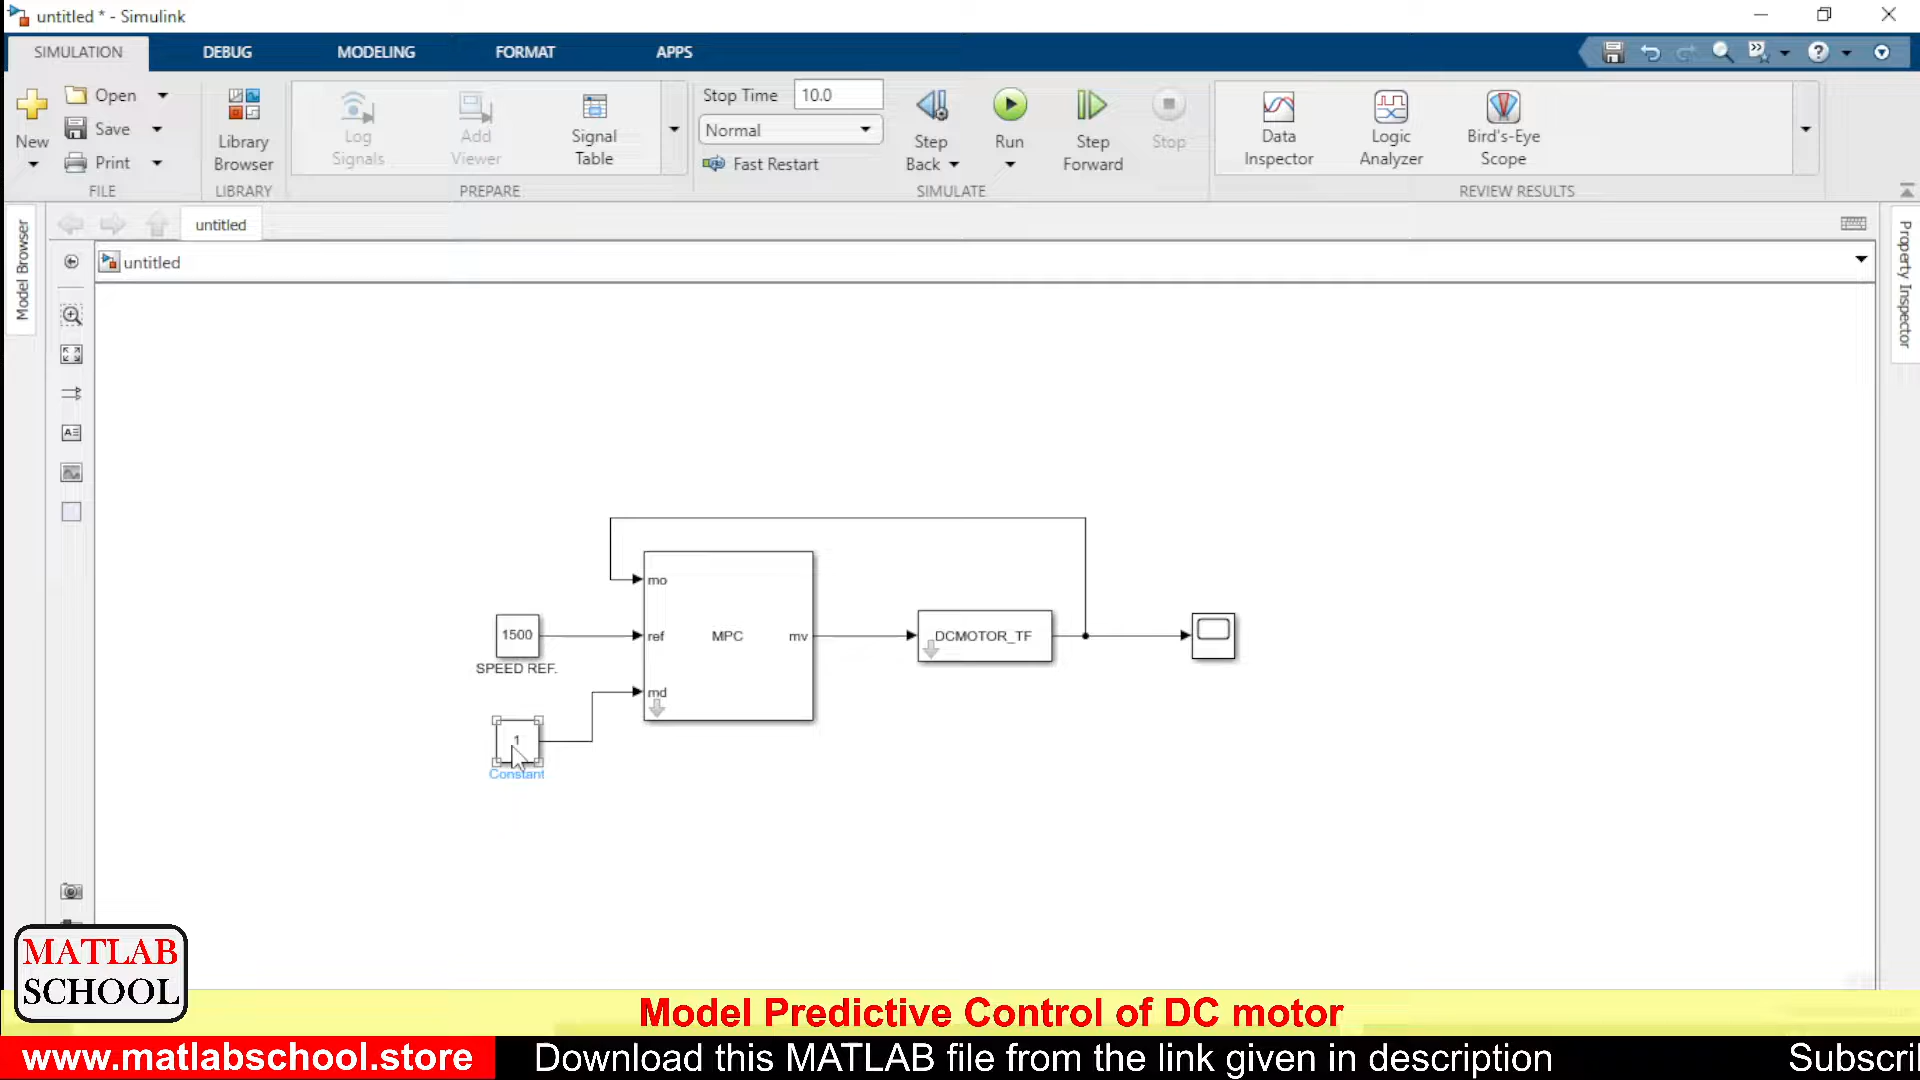 untitled * - Simulink
SIMULATION
DEBUG
MODELING
FORMAT
APPS
New
Open
Save
Print
FILE
Library
Browser
LIBRARY
Log
Signals
Add
Viewer
Signal
Table
PREPARE
Stop Time
10.0
Normal
Fast Restart
Step
Back
Run
Step
Forward
Stop
SIMULATE
Data
Inspector
Logic
Analyzer
Bird's-Eye
Scope
REVIEW RESULTS
Model Browser
untitled
untitled
Property Inspector
mo
1500
ref
MPC
mv
DCMOTOR_TF
SPEED REF.
md
1
Constant
MATLAB
SCHOOL
Model Predictive Control of DC motor
www.matlabschool.store
Download this MATLAB file from the link given in description
Subscri